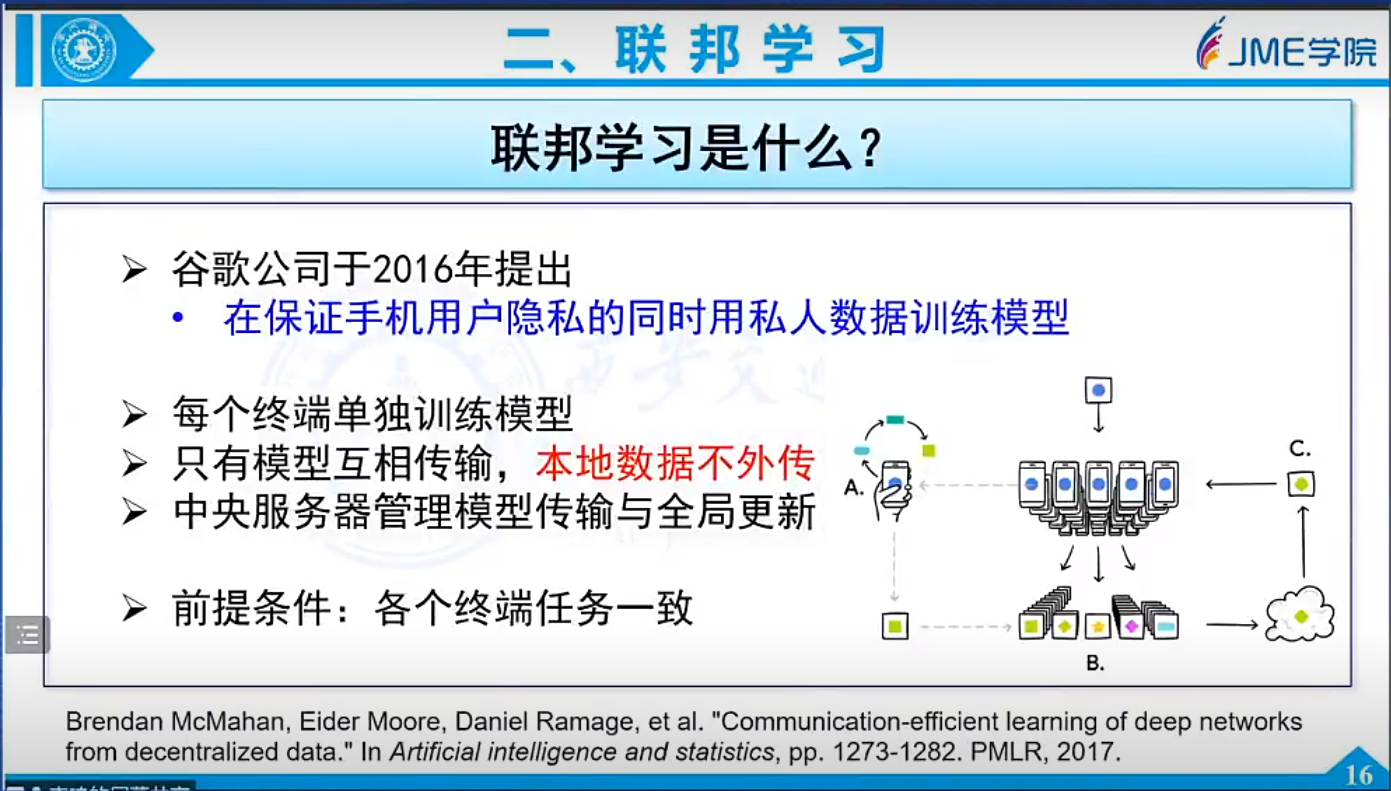 二、联邦学习
JME学院
联邦学习是什么？
谷歌公司于2016年提出
在保证手机用户隐私的同时用私人数据训练模型
每个终端单独训练模型
只有模型互相传输，本地数据不外传
中央服务器管理模型传输与全局更新
前提条件：各个终端任务一致
A.
B.
C.
Brendan McMahan, Eider Moore, Daniel Ramage, et al. "Communication-efficient learning of deep networks
from decentralized data." In Artificial intelligence and statistics, pp. 1273-1282. PMLR, 2017.
16